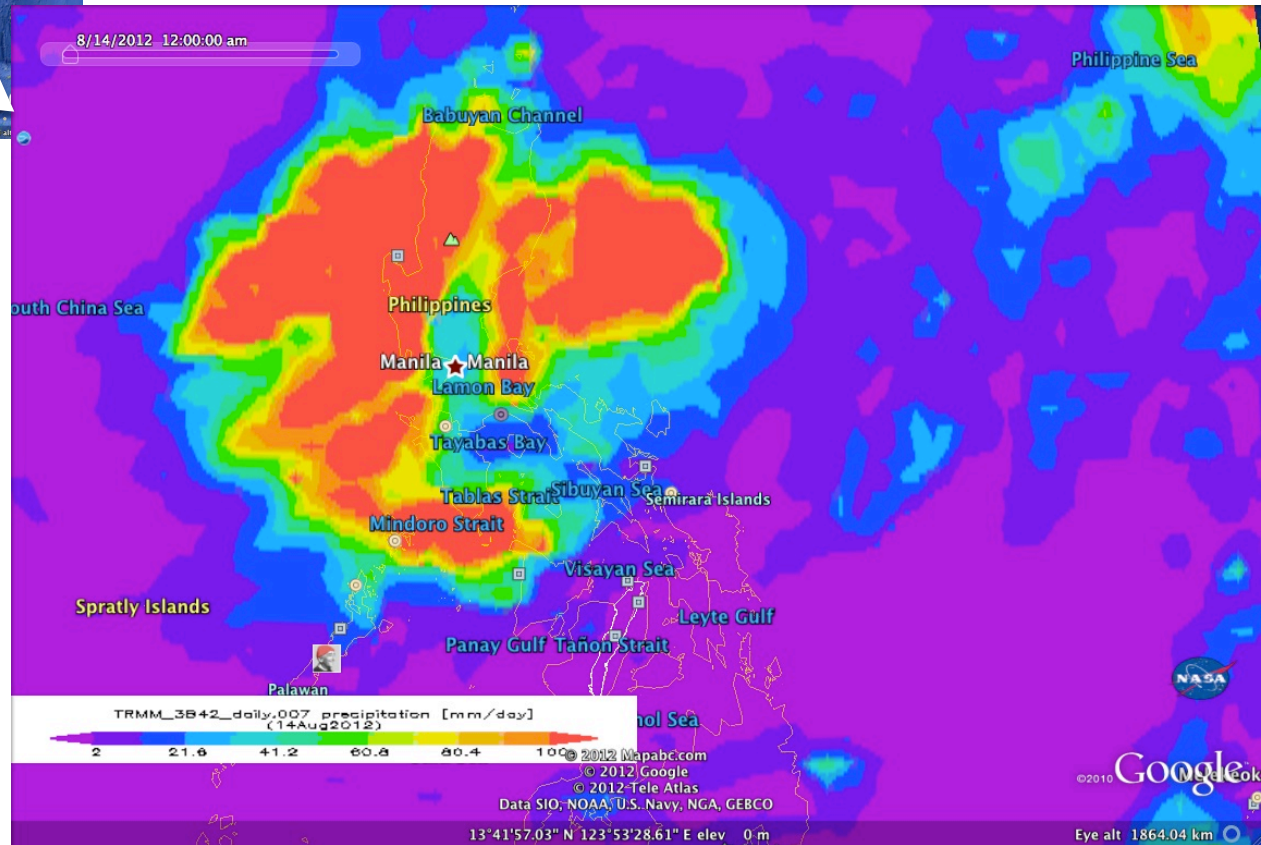 8/14/2012 12:00:00 am
Philippine Sea
Babuyan Channel
outh China Sea
Philippines
Manila Manila
Lamon Bay
Tayabas Bay
Tablas Strait Sibuyan Sea
Semirara Islands
Mindoro Strait
Visayan Sea
Spratly Islands
Leyte Gulf
Panay Gulf Tañon Strait
NASA
Palawan
TRMM_3B42_daily.007 precipitation [mm/day]
(14Aug2012)
hol Sea
2 21.6 41.2 60.8 80.4 100
© 2012 Mapabc.com
© 2012 Google
© 2012 Tele Atlas
Data SIO, NOAA, U.S. Navy, NGA, GEBCO
©2010 Google
13°41'57.03" N 123°53'28.61" E elev 0 m
Eye alt 1864.04 km